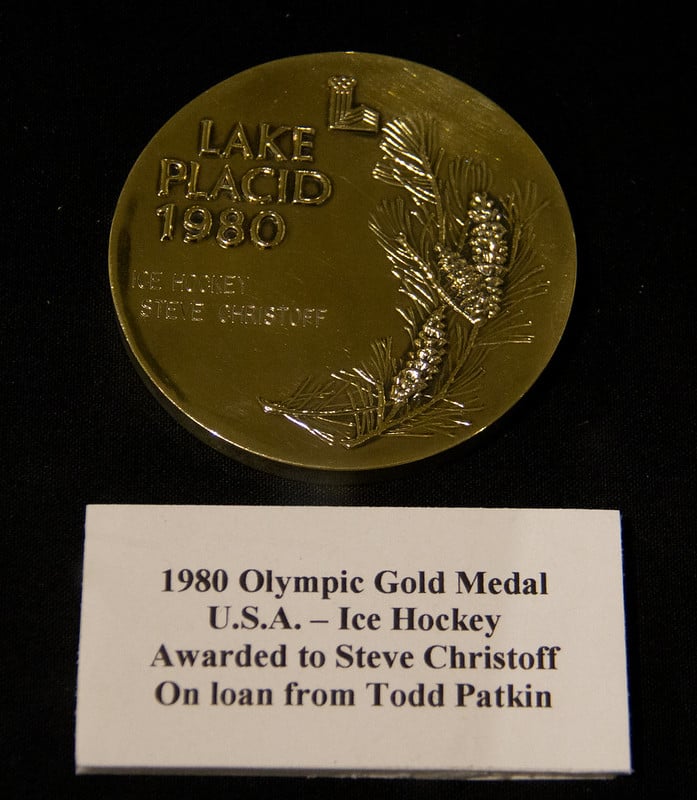 LAKE
PLACID
1980
ICE HOCKEY
STEVE CHRISTOFF
1980 Olympic Gold Medal
U.S.A. – Ice Hockey
Awarded to Steve Christoff
On loan from Todd Patkin